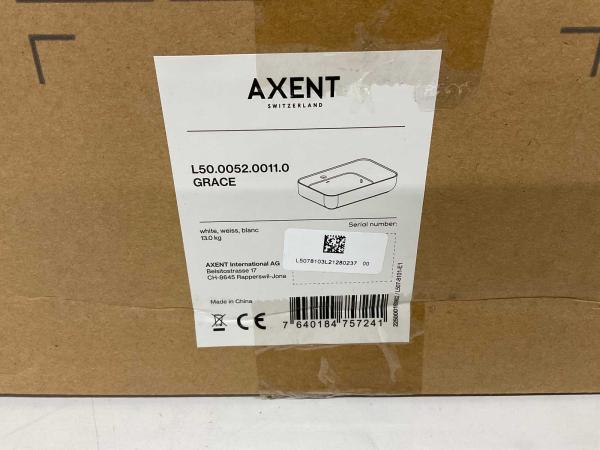 AXENT
SWITZERLAND
L50.0052.0011.0
GRACE
white, weiss, blanc
13.0 kg
Serial number:
L5078103L21280237 00
AXENT International AG
Belsitostrasse 17
CH-8645 Rapperswil-Jona
Made in China
CE
7 640184 757241